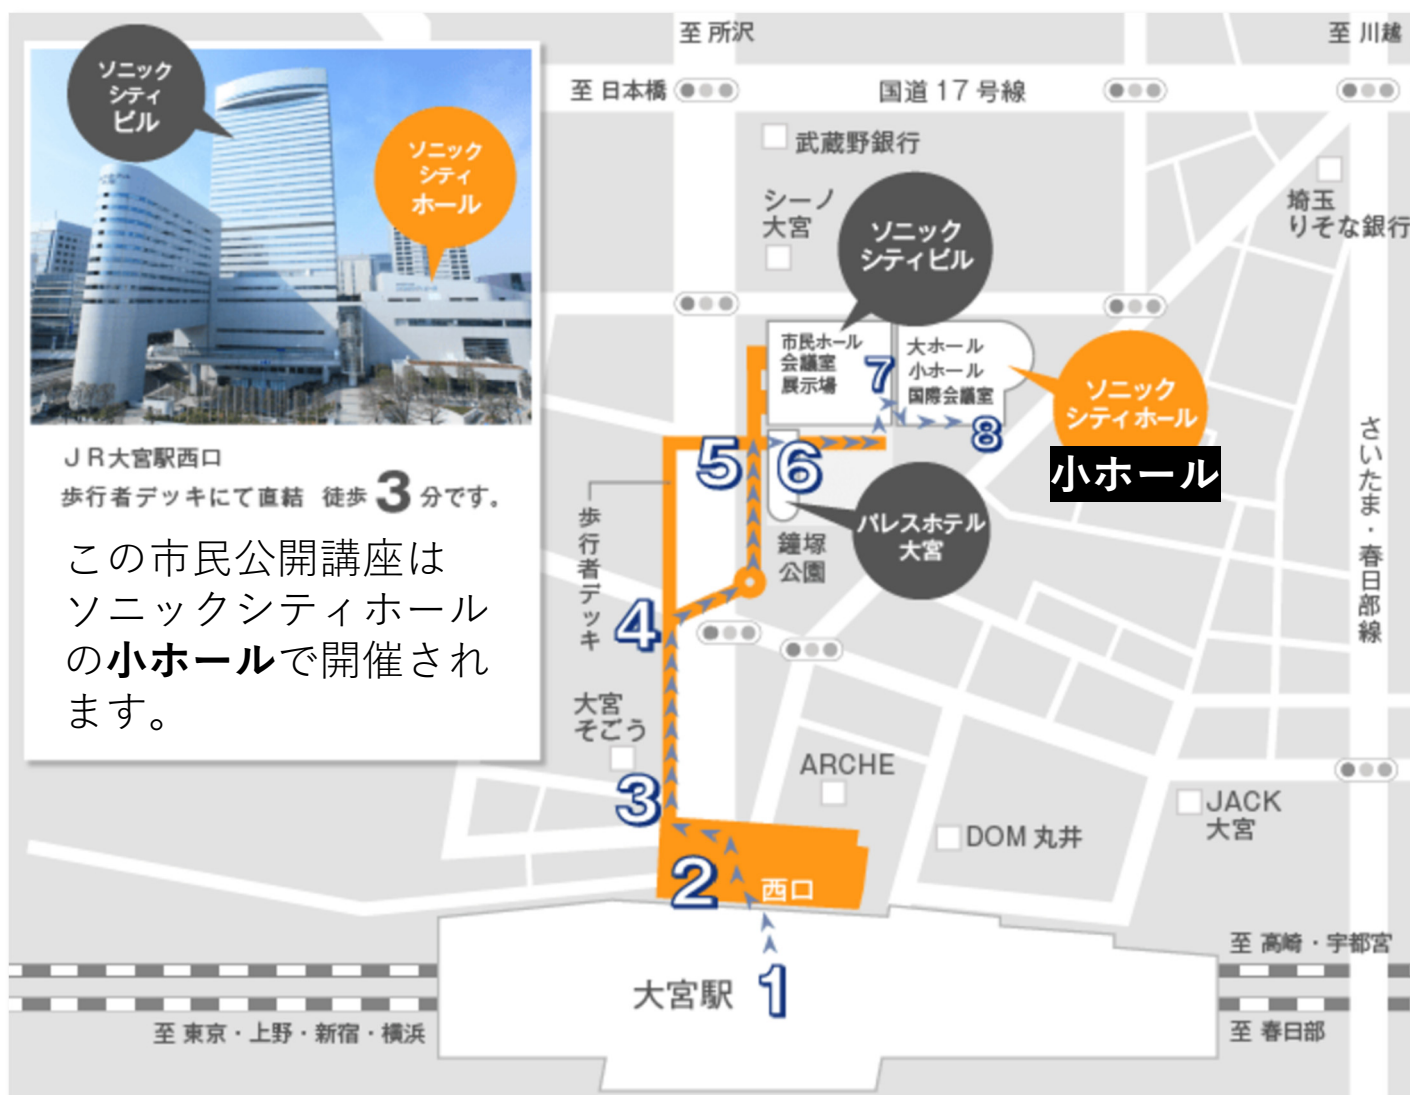 ソニック
シティ
ビル
ソニック
シティ
ホール
JR大宮駅西口
歩行者デッキにて直結 徒歩3分です。
この市民公開講座は
ソニックシティホール
の小ホールで開催され
ます。
至 所沢
至 川越
至 日本橋
国道17号線
武蔵野銀行
シーノ
大宮
埼玉
りそな銀行
ソニック
シティビル
市民ホール
会議室
展示場
大ホール
小ホール
国際会議室
ソニック
シティホール
小ホール
7
8
5
6
パレスホテル
大宮
鐘塚
公園
歩行者デッキ
さいたま・春日部線
4
大宮
そごう
3
ARCHE
JACK
大宮
DOM 丸井
2
西口
1
大宮駅
至 高崎・宇都宮
至 春日部
至 東京・上野・新宿・横浜